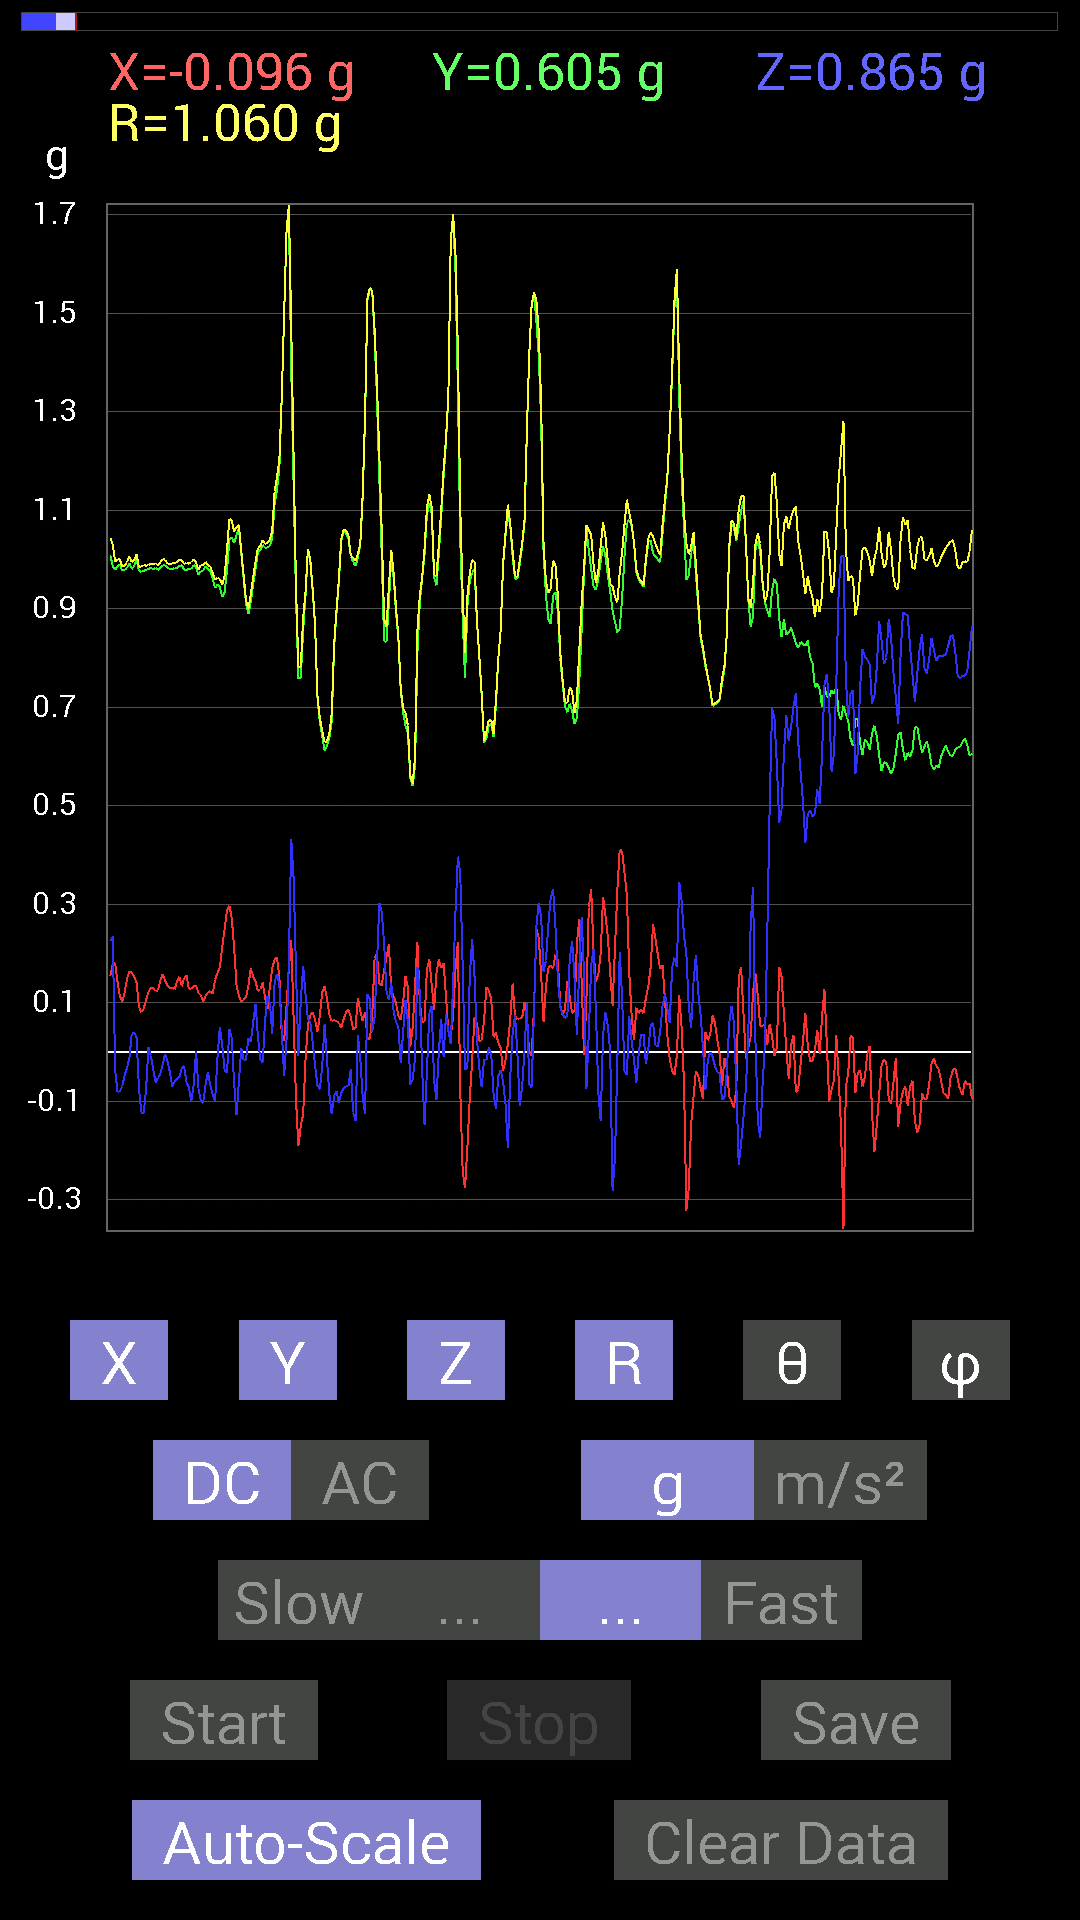 X=-0.096 g Y=0.605 g Z=0.865 g
R=1.060 g
g
1.7
1.5
1.3
1.1
0.9
0.7
0.5
0.3
0.1
-0.1
-0.3
X Y Z R θ φ
DC AC g m/s²
Slow ... ... Fast
Start Stop Save
Auto-Scale Clear Data